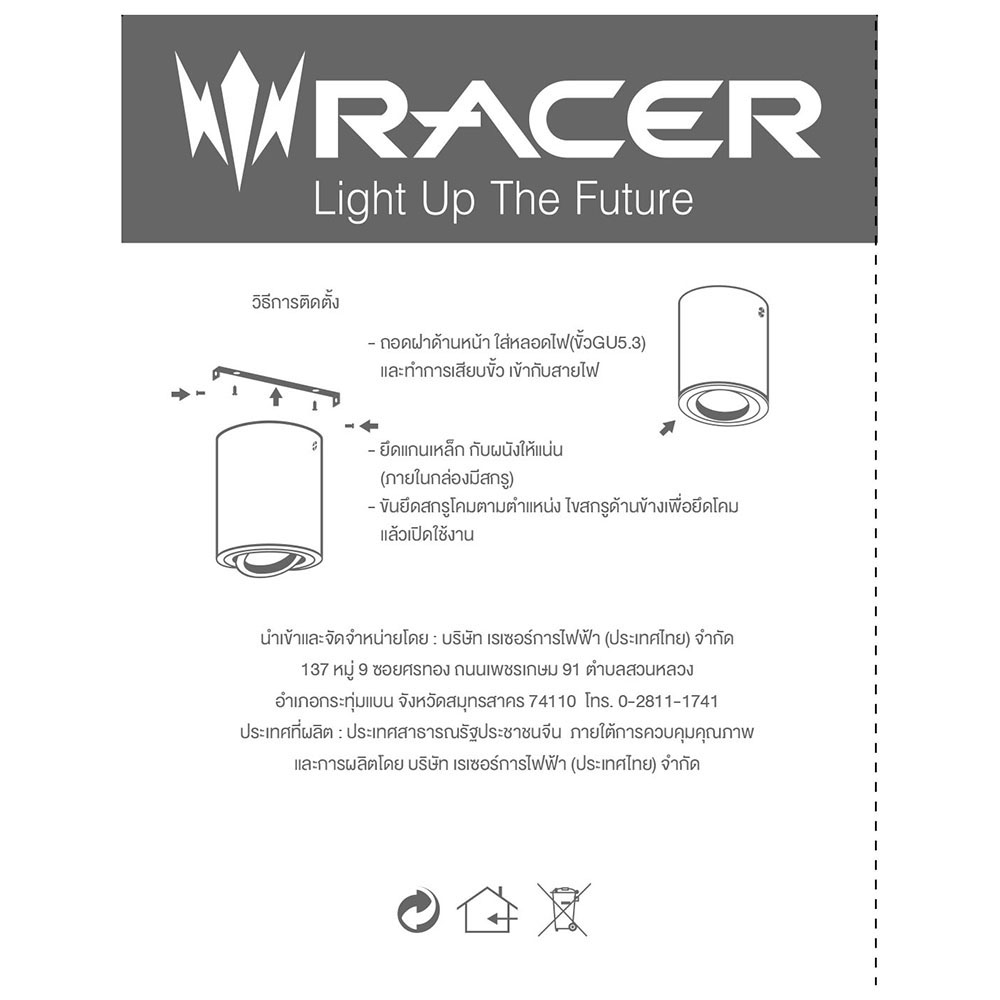 RACER
Light Up The Future
วิธีการติดตั้ง
- ถอดฝาด้านหน้า ใส่หลอดไฟ(ขั้วGU5.3)
และทำการเสียบขั้ว เข้ากับสายไฟ
- ยึดแกนเหล็ก กับผนังให้แน่น
(ภายในกล่องมีสกรู)
- ขันยึดสกรูโคมตามตำแหน่ง ไขสกรูด้านข้างเพื่อยึดโคม
แล้วเปิดใช้งาน
นำเข้าและจัดจำหน่ายโดย : บริษัท เรเซอร์การไฟฟ้า (ประเทศไทย) จำกัด
137 หมู่ 9 ซอยศรทอง ถนนเพชรเกษม 91 ตำบลสวนหลวง
อำเภอกระทุ่มแบน จังหวัดสมุทรสาคร 74110 โทร. 0-2811-1741
ประเทศที่ผลิต : ประเทศสาธารณรัฐประชาชนจีน ภายใต้การควบคุมคุณภาพ
และการผลิตโดย บริษัท เรเซอร์การไฟฟ้า (ประเทศไทย) จำกัด